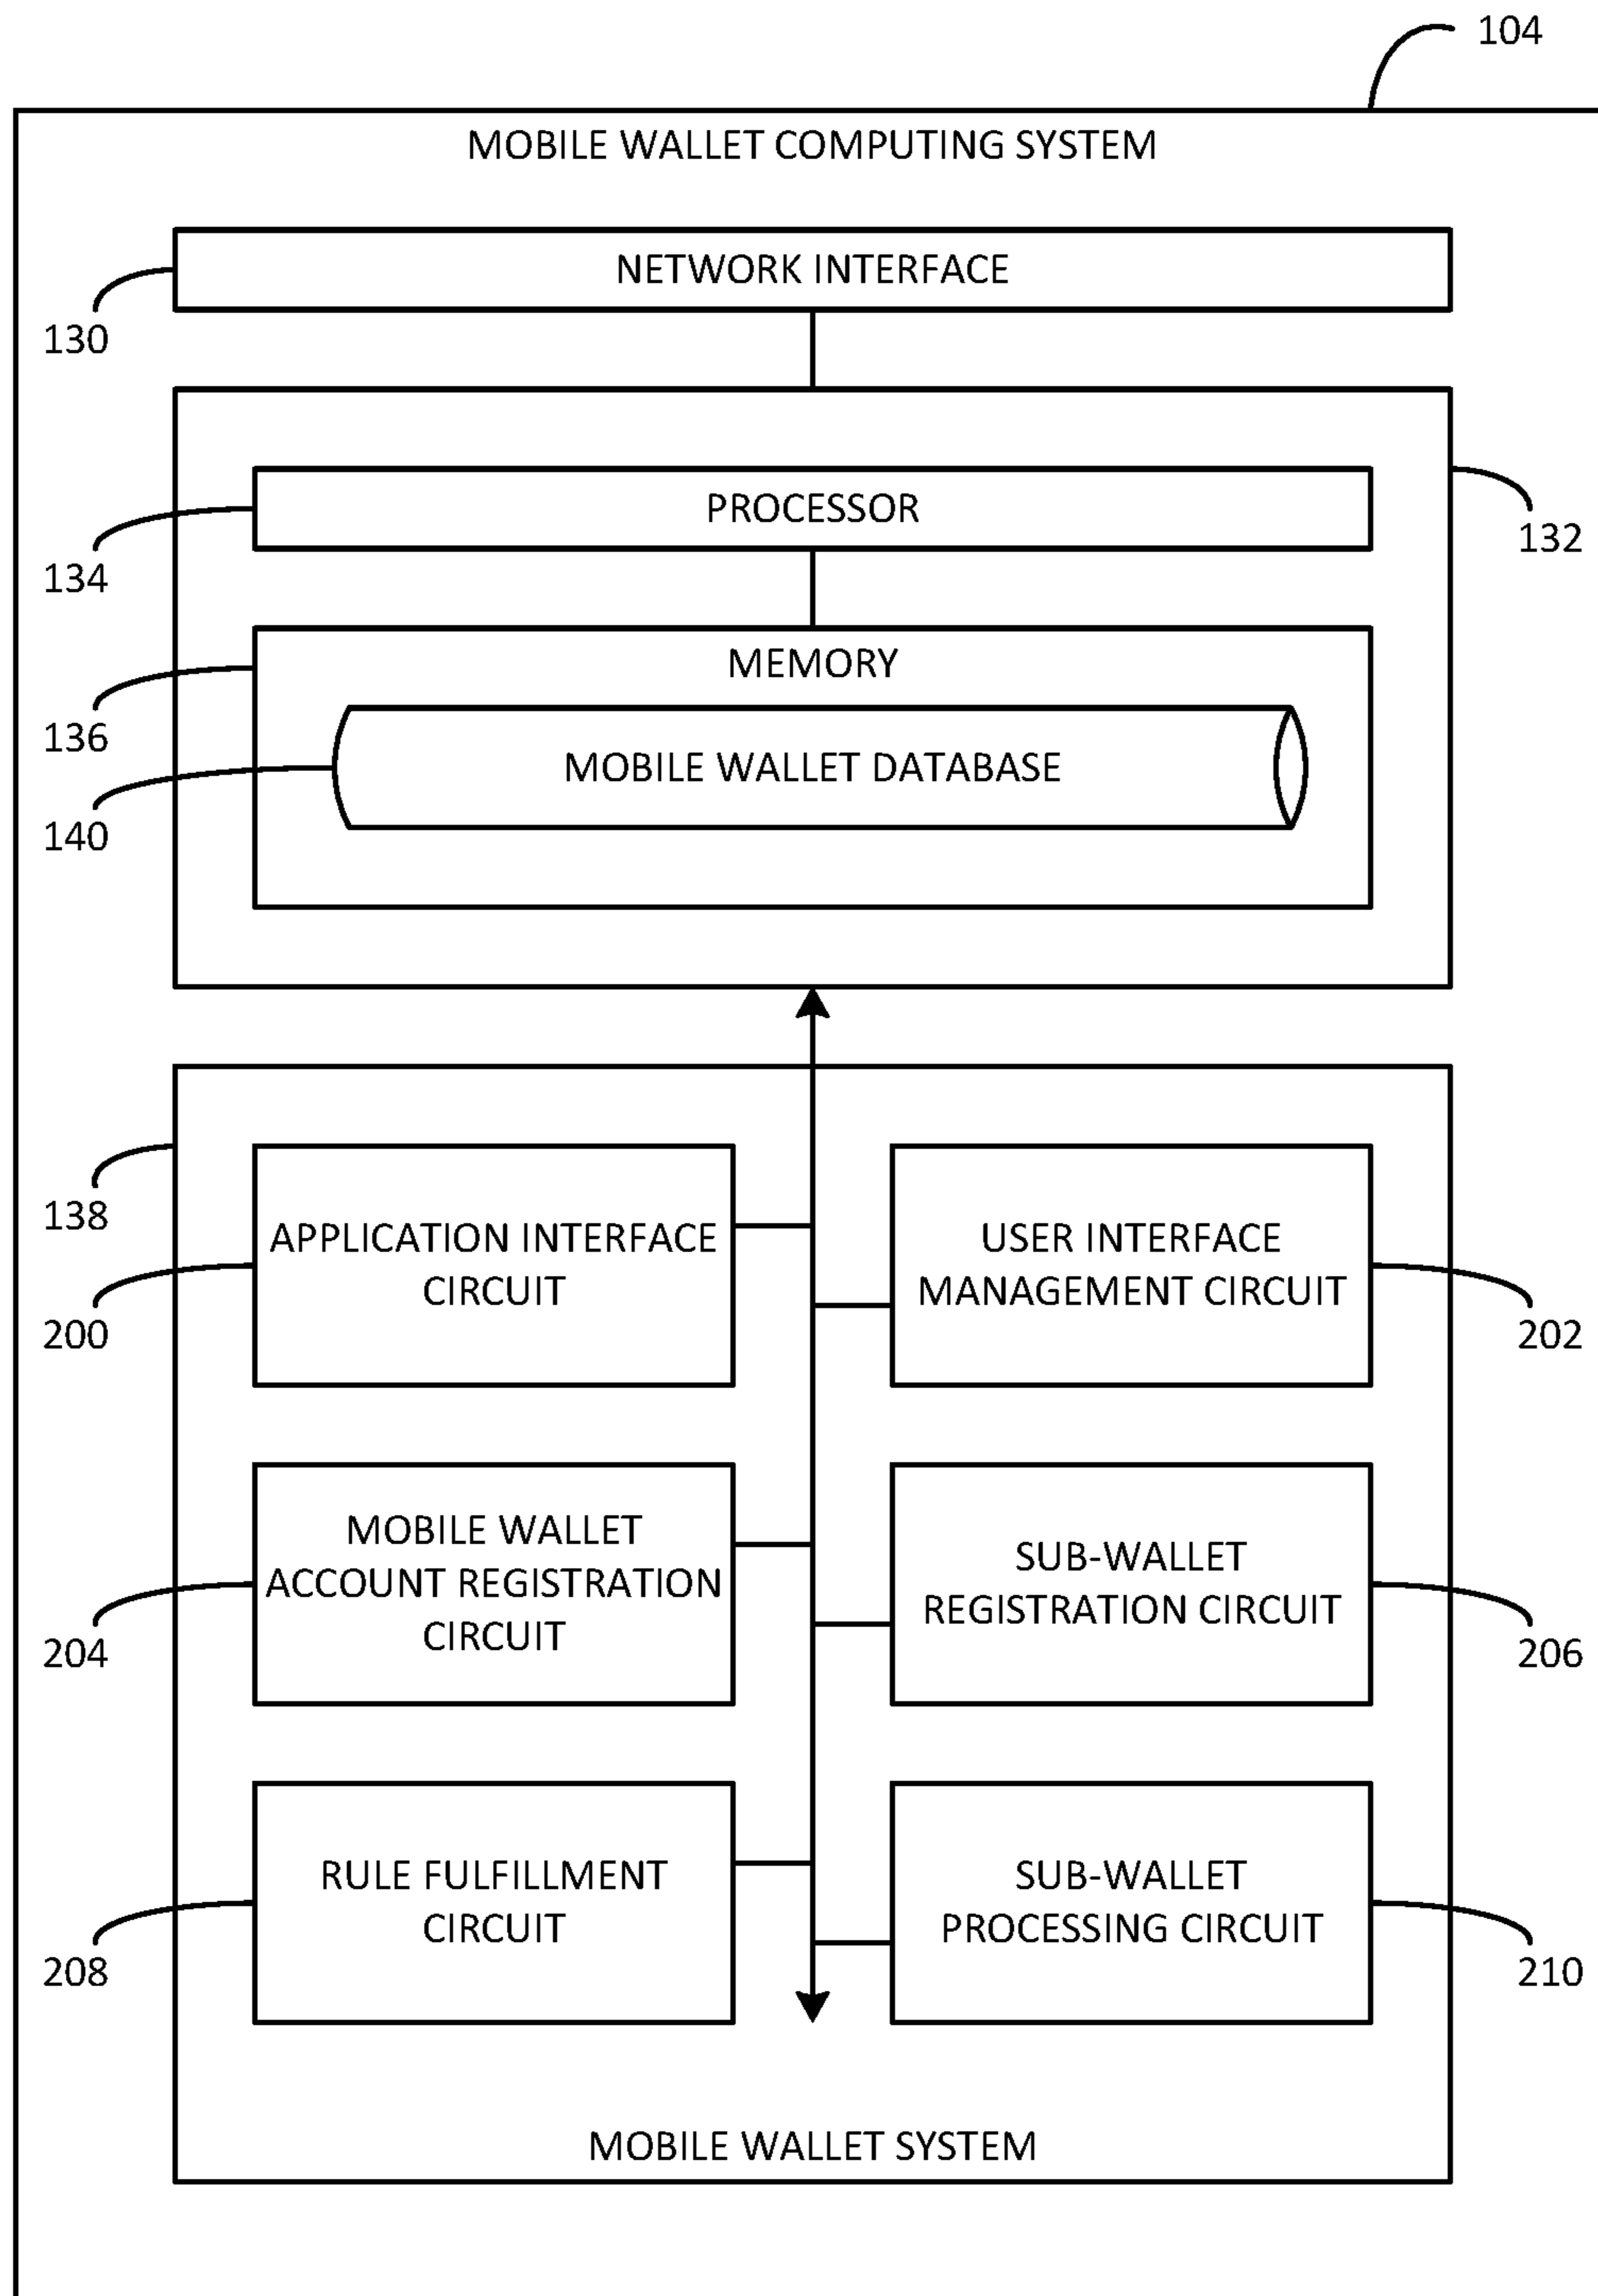 104
MOBILE WALLET COMPUTING SYSTEM
NETWORK INTERFACE
130
PROCESSOR
134
132
MEMORY
136
MOBILE WALLET DATABASE
140
138
APPLICATION INTERFACE
CIRCUIT
200
USER INTERFACE
MANAGEMENT CIRCUIT
202
MOBILE WALLET
ACCOUNT REGISTRATION
CIRCUIT
204
SUB-WALLET
REGISTRATION CIRCUIT
206
RULE FULFILLMENT
CIRCUIT
208
SUB-WALLET
PROCESSING CIRCUIT
210
MOBILE WALLET SYSTEM